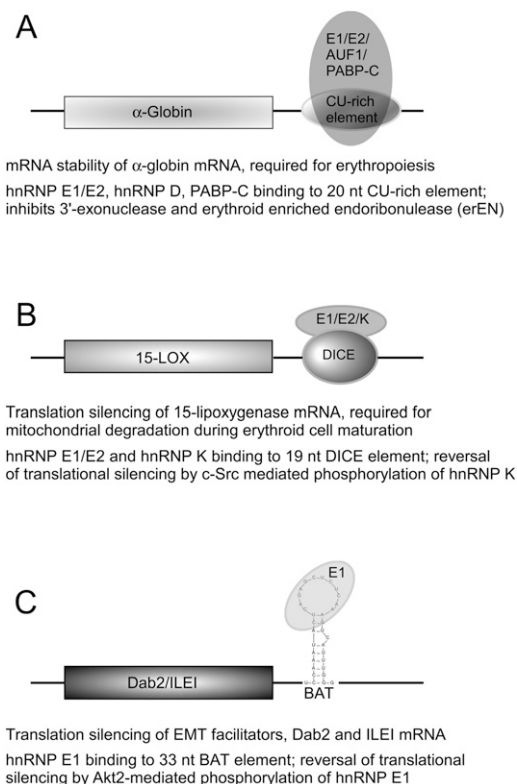 A
E1/E2/
AUF1/
PABP-C
α-Globin
CU-rich
element
mRNA stability of α-globin mRNA, required for erythropoiesis
hnRNP E1/E2, hnRNP D, PABP-C binding to 20 nt CU-rich element;
inhibits 3'-exonuclease and erythroid enriched endoribonulease (erEN)
B
E1/E2/K
15-LOX
DICE
Translation silencing of 15-lipoxygenase mRNA, required for
mitochondrial degradation during erythroid cell maturation
hnRNP E1/E2 and hnRNP K binding to 19 nt DICE element; reversal
of translational silencing by c-Src mediated phosphorylation of hnRNP K
C
E1
Dab2/ILEI
BAT
Translation silencing of EMT facilitators, Dab2 and ILEI mRNA
hnRNP E1 binding to 33 nt BAT element; reversal of translational
silencing by Akt2-mediated phosphorylation of hnRNP E1